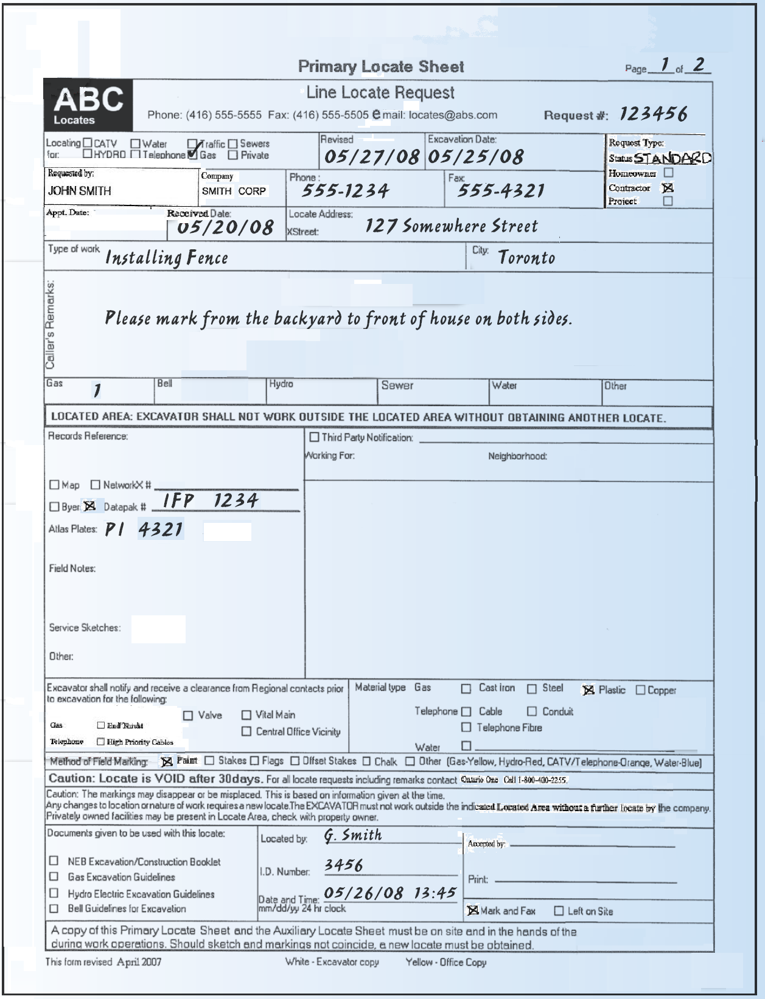 Primary Locate Sheet
Page 1 of 2
ABC
Locates
Line Locate Request
Phone: (416) 555-5555 Fax: (416) 555-5505 email: locates@abs.com
Request #: 123456
Locating for:
CATV Water Traffic Sewers
HYDRO Telephone Gas Private
Revised
05/27/08
Excavation Date:
05/25/08
Request Type:
Status STANDARD
Homeowner
Contractor
Project
Requested by:
JOHN SMITH
Company
SMITH CORP
Phone:
555-1234
Fax:
555-4321
Appt. Date:
Received Date:
05/20/08
Locate Address:
XStreet:
127 Somewhere Street
Type of work
Installing Fence
City: Toronto
Caller's Remarks:
Please mark from the backyard to front of house on both sides.
Gas 1 Bell Hydro Sewer Water Other
LOCATED AREA: EXCAVATOR SHALL NOT WORK OUTSIDE THE LOCATED AREA WITHOUT OBTAINING ANOTHER LOCATE.
Records Reference:
Third Party Notification:
Working For: Neighborhood:
Map NetworkX #
Byer Datapak # IFP 1234
Atlas Plates: PI 4321
Field Notes:
Service Sketches:
Other:
Excavator shall notify and receive a clearance from Regional contacts prior
to excavation for the following:
Valve Vital Main
Gas End Thrust
Central Office Vicinity
Telephone High Priority Cables
Material type Gas Cast iron Steel Plastic Copper
Telephone Cable Conduit
Telephone Fibre
Water
Method of Field Marking: Paint Stakes Flags Offset Stakes Chalk Other (Gas-Yellow, Hydro-Red, CATV/Telephone-Orange, Water-Blue)
Caution: Locate is VOID after 30days. For all locate requests including remarks contact Ontario One Call 1-800-400-2255.
Caution: The markings may disappear or be misplaced. This is based on information given at the time.
Any changes to location or nature of work requires a new locate.The EXCAVATOR must not work outside the indicated Located Area without a further locate by the company.
Privately owned facilities may be present in Locate Area, check with property owner.
Documents given to be used with this locate:
NEB Excavation/Construction Booklet
Gas Excavation Guidelines
Hydro Electric Excavation Guidelines
Bell Guidelines for Excavation
Located by: G. Smith
I.D. Number: 3456
Date and Time: 05/26/08 13:45
mm/dd/yy 24 hr clock
Accepted by:
Print:
Mark and Fax Left on Site
A copy of this Primary Locate Sheet and the Auxiliary Locate Sheet must be on site and in the hands of the
during work operations. Should sketch and markings not coincide, a new locate must be obtained.
This form revised April 2007 White - Excavator copy Yellow - Office Copy